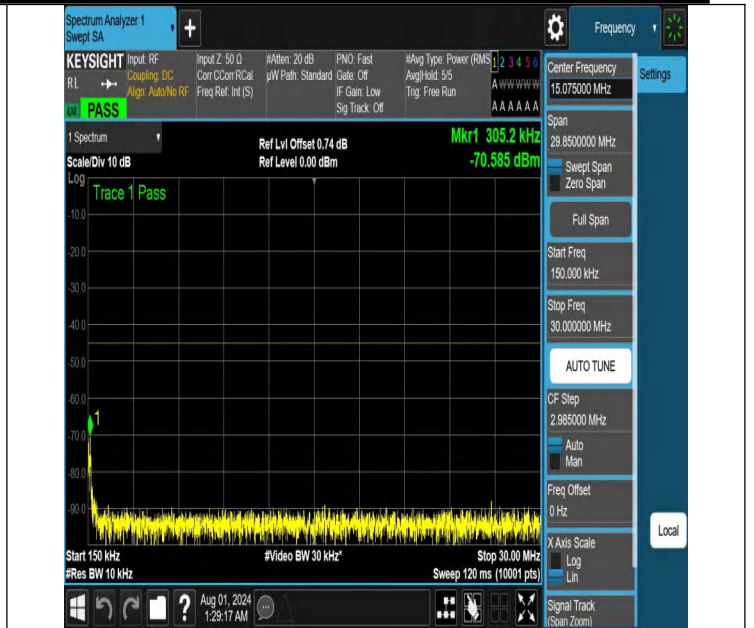 Spectrum Analyzer 1
Swept SA
+
Frequency
KEYSIGHT
RL
PASS
Input: RF
Coupling: DC
Align: Auto/No RF
Input Z: 50 Ω
Corr CCorr RCal
Freq Ref: Int (S)
#Atten: 20 dB
µW Path: Standard
PNO: Fast
Gate: Off
IF Gain: Low
Sig Track: Off
#Avg Type: Power (RMS
Avg|Hold: 5/5
Trig: Free Run
1 2 3 4 5 6
A W W W W W
A A A A A A
1 Spectrum
Scale/Div 10 dB
Ref Lvl Offset 0.74 dB
Ref Level 0.00 dBm
Mkr1 305.2 kHz
-70.585 dBm
Log
Trace 1 Pass
-10.0
-20.0
-30.0
-40.0
-50.0
-60.0
1
-70.0
-80.0
-90.0
Start 150 kHz
#Res BW 10 kHz
#Video BW 30 kHz*
Stop 30.00 MHz
Sweep 120 ms (10001 pts)
Aug 01, 2024
1:29:17 AM
?
Center Frequency
15.075000 MHz
Settings
Span
29.8500000 MHz
Swept Span
Zero Span
Full Span
Start Freq
150.000 kHz
Stop Freq
30.000000 MHz
AUTO TUNE
CF Step
2.985000 MHz
Auto
Man
Freq Offset
0 Hz
Local
X Axis Scale
Log
Lin
Signal Track
(Span Zoom)